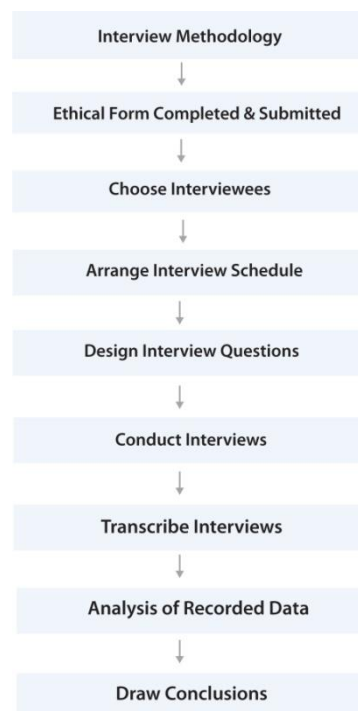 Interview Methodology
Ethical Form Completed & Submitted
Choose Interviewees
Arrange Interview Schedule
Design Interview Questions
Conduct Interviews
Transcribe Interviews
Analysis of Recorded Data
Draw Conclusions